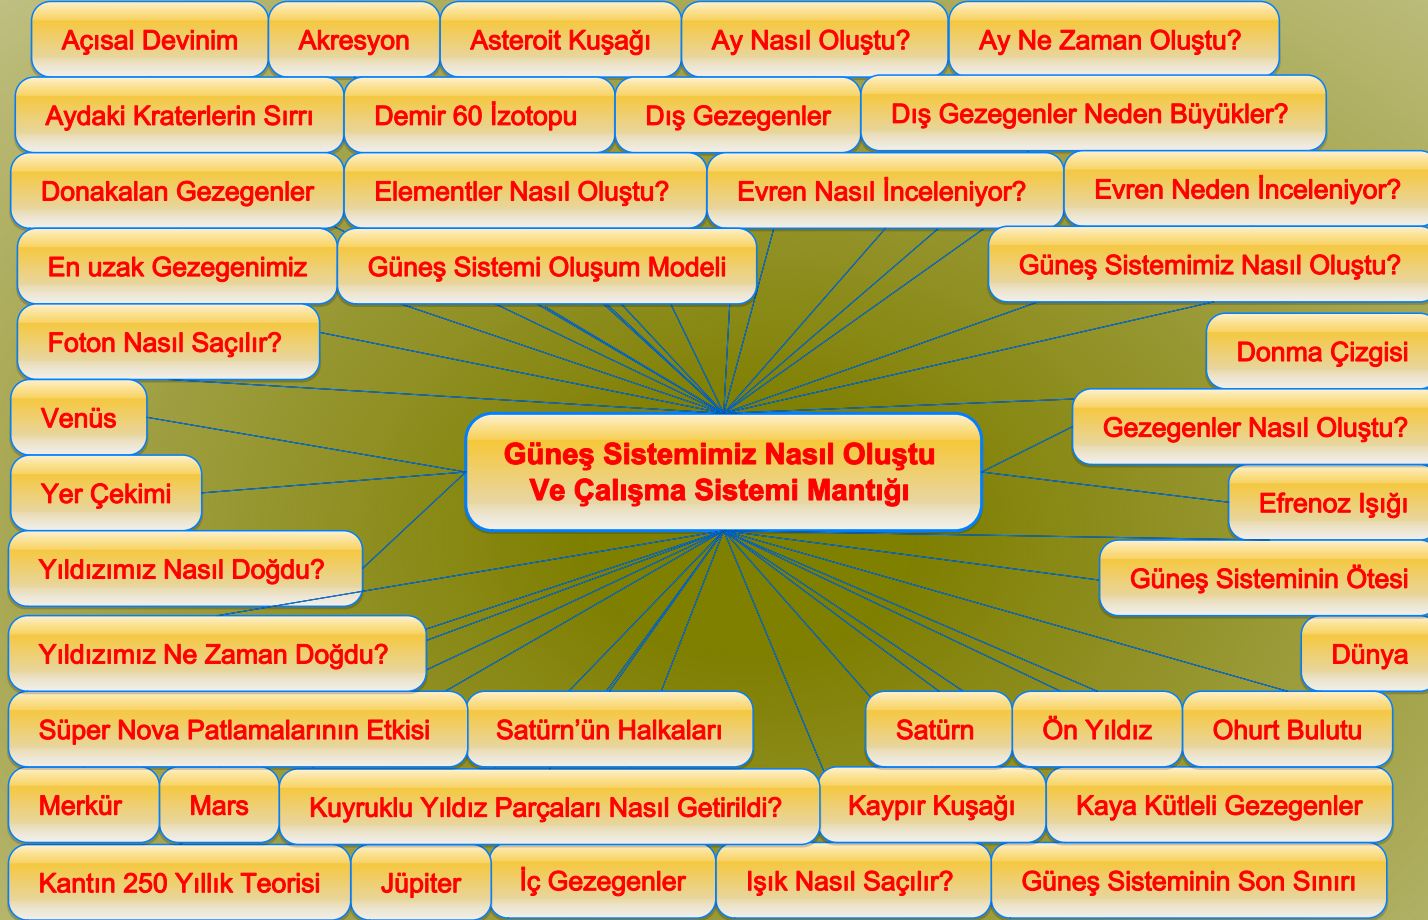 Açısal Devinim
Akresyon
Asteroit Kuşağı
Ay Nasıl Oluştu?
Ay Ne Zaman Oluştu?
Aydaki Kraterlerin Sırrı
Demir 60 İzotopu
Dış Gezegenler
Dış Gezegenler Neden Büyükler?
Donakalan Gezegenler
Elementler Nasıl Oluştu?
Evren Nasıl İnceleniyor?
Evren Neden İnceleniyor?
En uzak Gezegenimiz
Güneş Sistemi Oluşum Modeli
Güneş Sistemimiz Nasıl Oluştu?
Foton Nasıl Saçılır?
Donma Çizgisi
Venüs
Gezegenler Nasıl Oluştu?
Güneş Sistemimiz Nasıl Oluştu
Ve Çalışma Sistemi Mantığı
Yer Çekimi
Efrenoz Işığı
Yıldızımız Nasıl Doğdu?
Güneş Sisteminin Ötesi
Yıldızımız Ne Zaman Doğdu?
Dünya
Süper Nova Patlamalarının Etkisi
Satürn’ün Halkaları
Satürn
Ön Yıldız
Ohurt Bulutu
Merkür
Mars
Kuyruklu Yıldız Parçaları Nasıl Getirildi?
Kaypır Kuşağı
Kaya Kütleli Gezegenler
Kantın 250 Yıllık Teorisi
Jüpiter
İç Gezegenler
Işık Nasıl Saçılır?
Güneş Sisteminin Son Sınırı